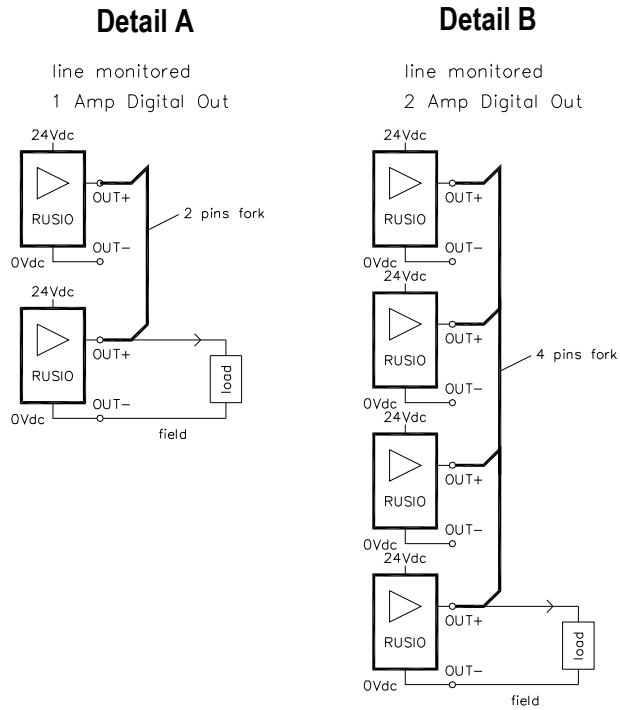 Detail A
line monitored
1 Amp Digital Out
24Vdc
OUT+
RUSIO
2 pins fork
OUT−
0Vdc
24Vdc
OUT+
RUSIO
load
OUT−
0Vdc
field
Detail B
line monitored
2 Amp Digital Out
24Vdc
OUT+
RUSIO
OUT−
0Vdc
24Vdc
OUT+
4 pins fork
RUSIO
OUT−
0Vdc
24Vdc
OUT+
RUSIO
OUT−
0Vdc
24Vdc
OUT+
RUSIO
load
OUT−
0Vdc
field